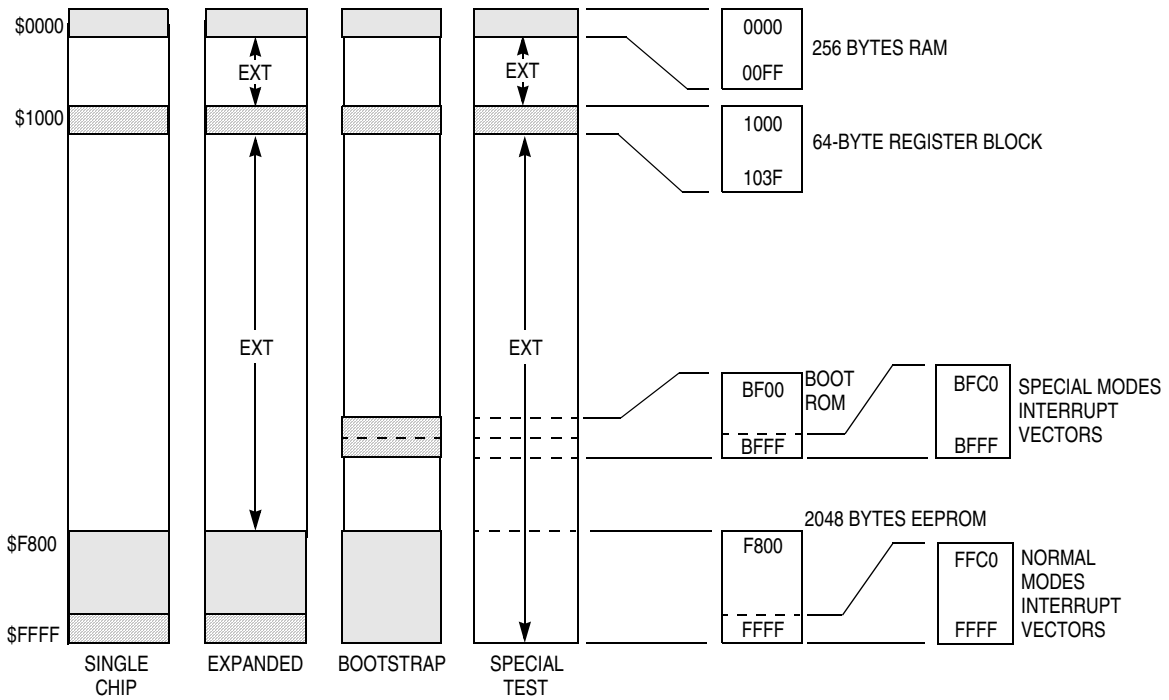 $0000
EXT
EXT
0000
00FF
256 BYTES RAM
$1000
1000
103F
64-BYTE REGISTER BLOCK
EXT
EXT
BF00
BFFF
BOOT
ROM
BFC0
BFFF
SPECIAL MODES
INTERRUPT
VECTORS
2048 BYTES EEPROM
$F800
F800
FFFF
FFC0
FFFF
NORMAL
MODES
INTERRUPT
VECTORS
$FFFF
SINGLE
CHIP
EXPANDED
BOOTSTRAP
SPECIAL
TEST